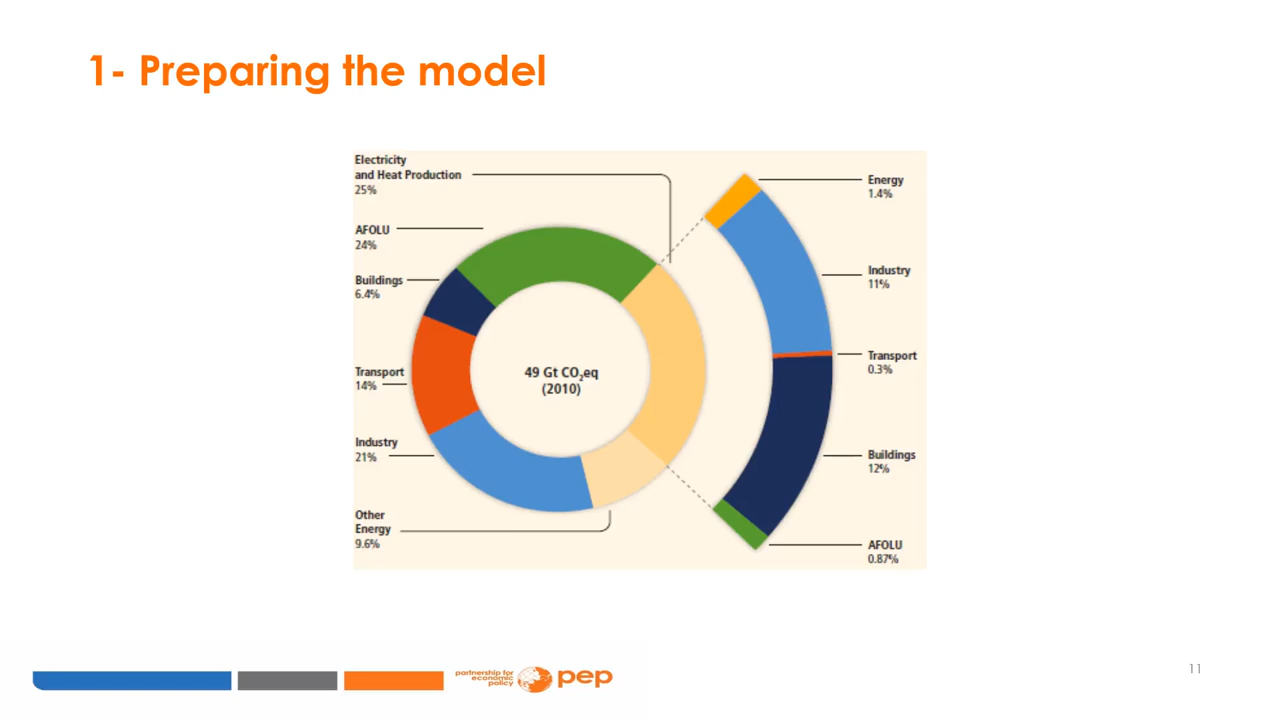 1- Preparing the model
Electricity
and Heat Production
25%
AFOLU
24%
Buildings
6.4%
Transport
14%
Industry
21%
Other
Energy
9.6%
49 Gt CO₂eq
(2010)
Energy
1.4%
Industry
11%
Transport
0.3%
Buildings
12%
AFOLU
0.87%
partnership for
economic
policy
pep
11